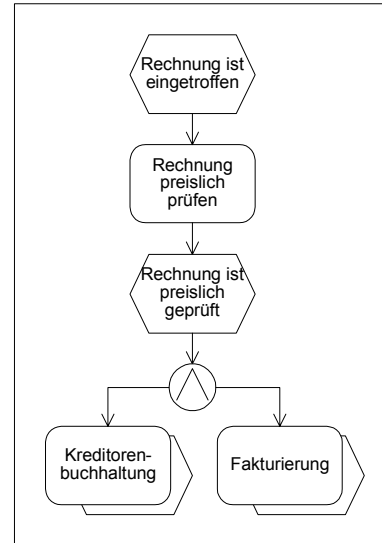 Rechnung ist
eingetroffen
Rechnung
preislich
prüfen
Rechnung ist
preislich
geprüft
Kreditoren-
buchhaltung
Fakturierung